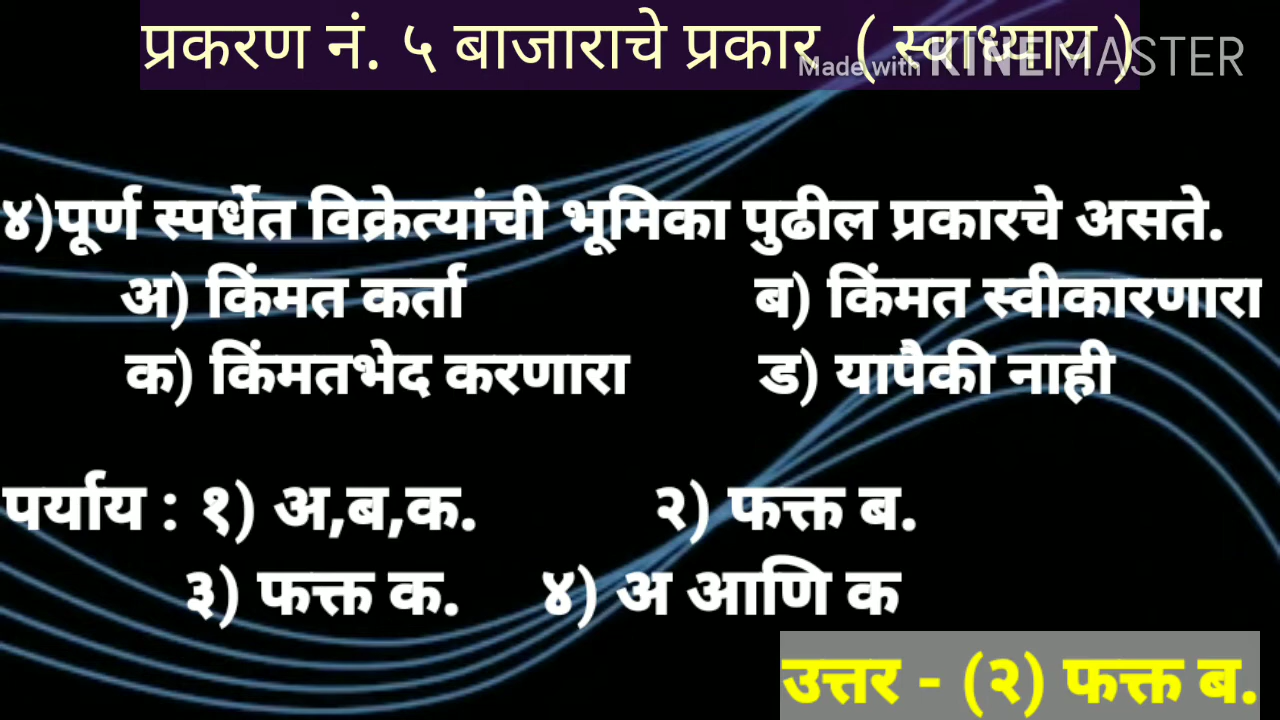 प्रकरण नं. ५ बाजाराचे प्रकार ( स्वाध्याय )
Made with KINEMASTER
४)पूर्ण स्पर्धेत विक्रेत्यांची भूमिका पुढील प्रकारचे असते.
अ) किंमत कर्ता ब) किंमत स्वीकारणारा
क) किंमतभेद करणारा ड) यापैकी नाही
पर्याय : १) अ,ब,क. २) फक्त ब.
३) फक्त क. ४) अ आणि क
उत्तर - (२) फक्त ब.